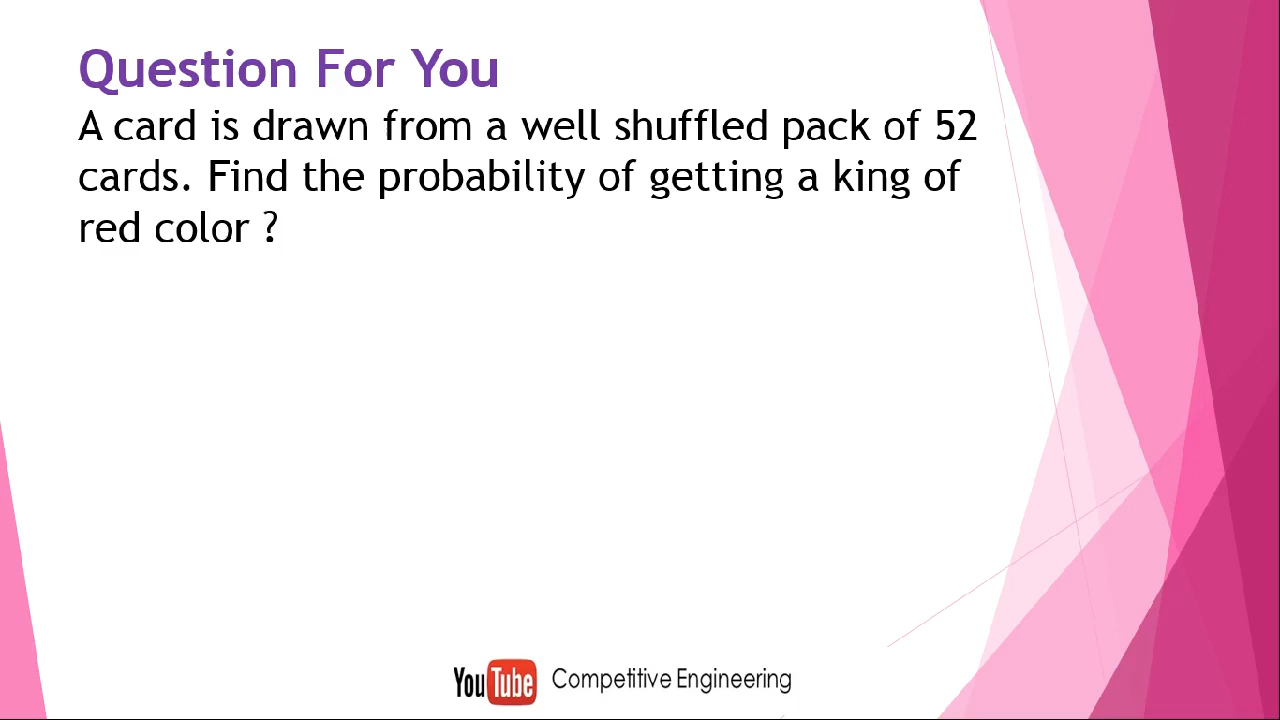 Question For You
A card is drawn from a well shuffled pack of 52
cards. Find the probability of getting a king of
red color ?
YouTube Competitive Engineering